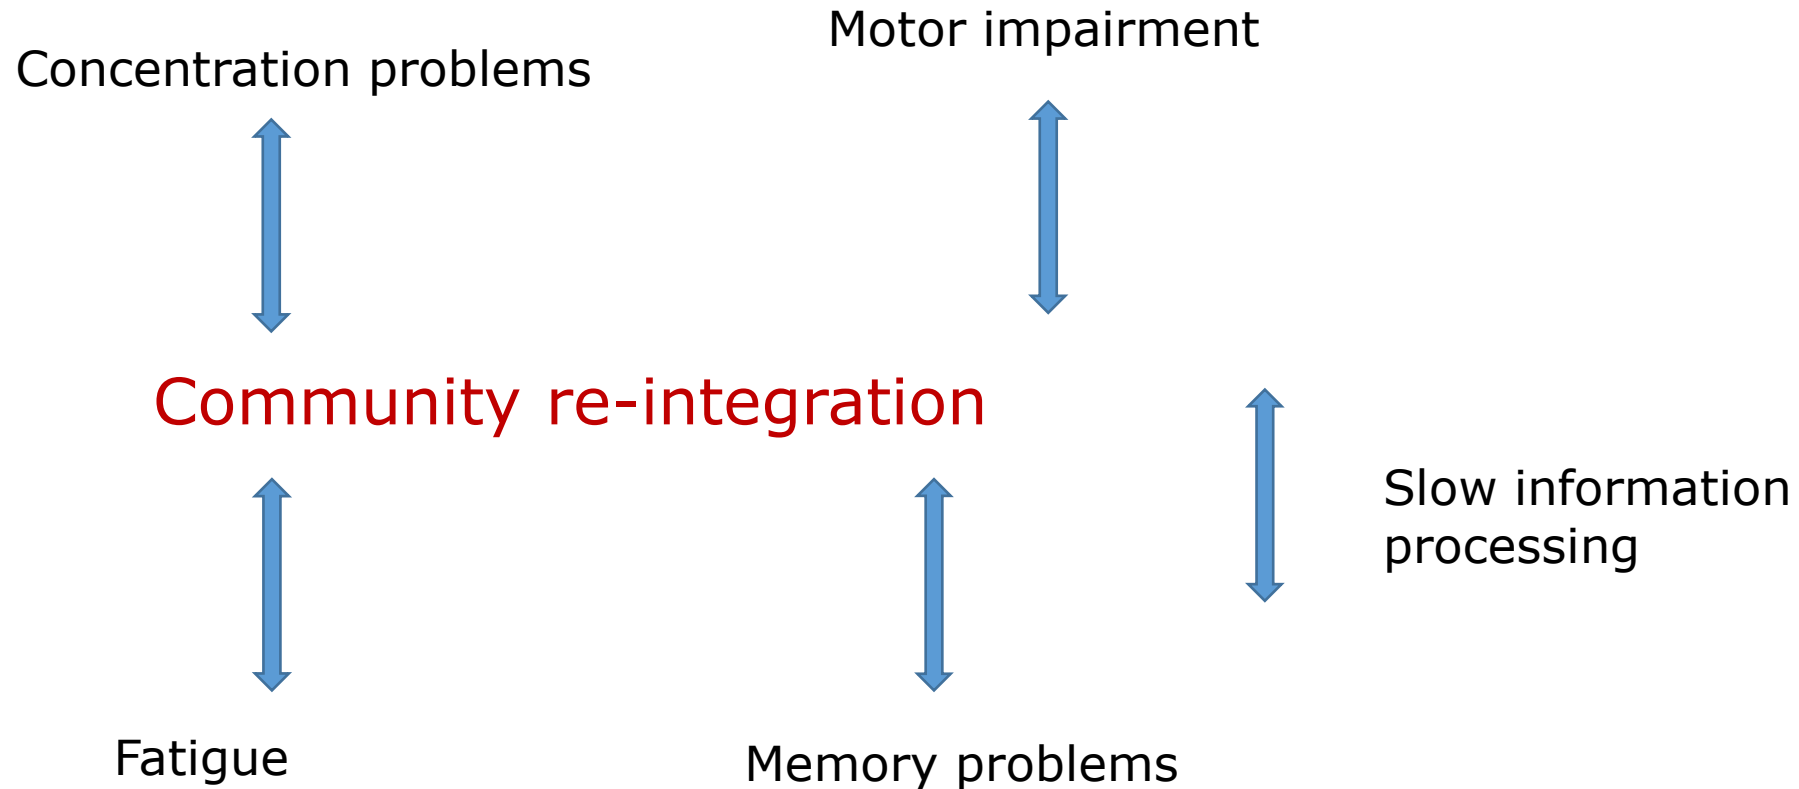 Motor impairment
Concentration problems
Community re-integration
Slow information
processing
Fatigue
Memory problems